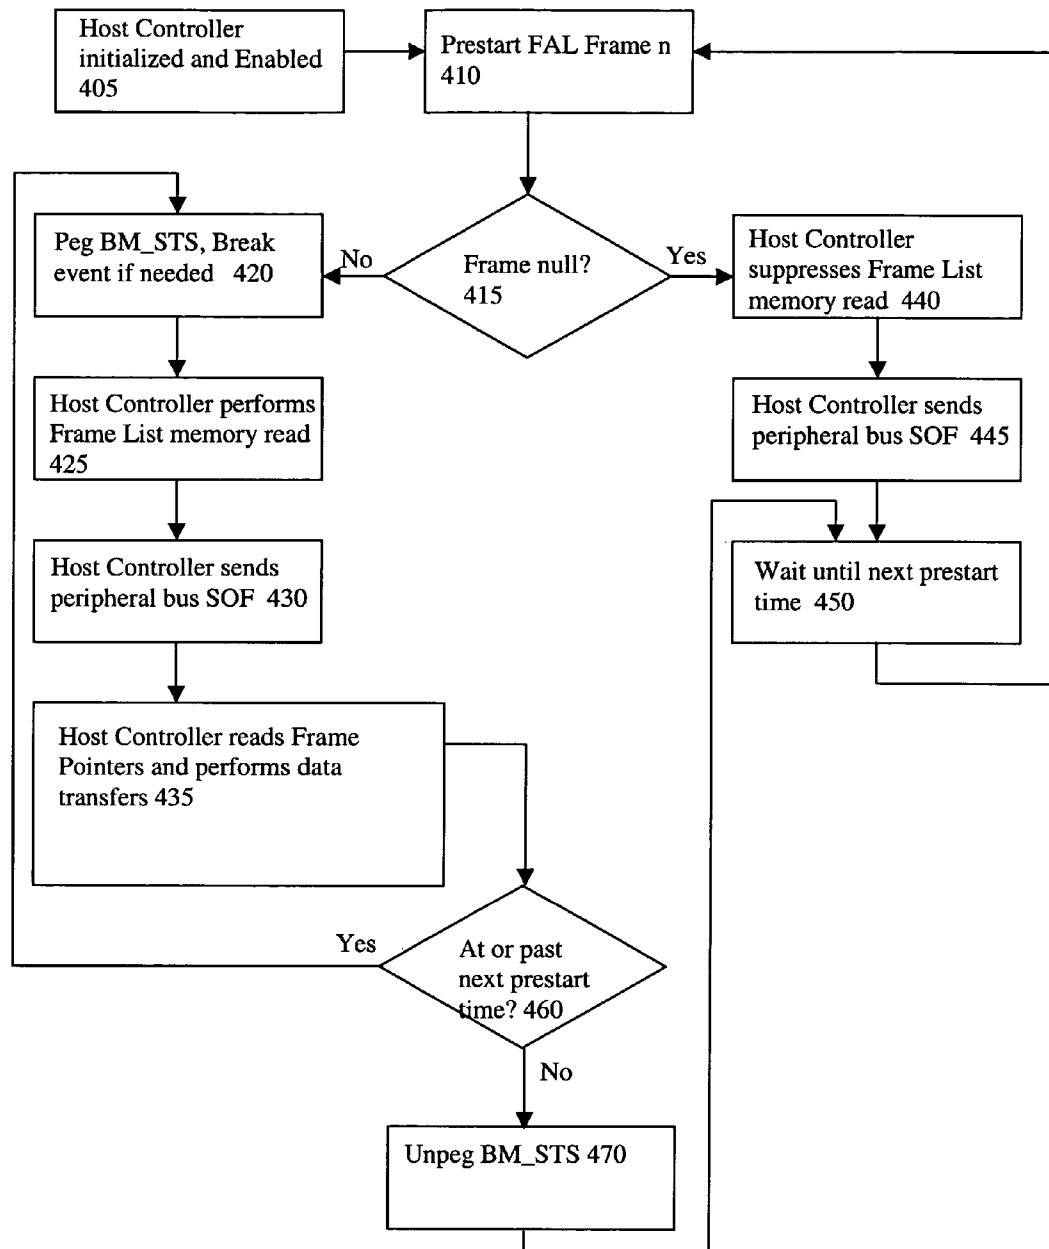 Host Controller
initialized and Enabled
405
Prestart FAL Frame n
410
Peg BM_STS, Break
event if needed 420
No
Frame null?
415
Yes
Host Controller
suppresses Frame List
memory read 440
Host Controller performs
Frame List memory read
425
Host Controller sends
peripheral bus SOF 445
Host Controller sends
peripheral bus SOF 430
Wait until next prestart
time 450
Host Controller reads Frame
Pointers and performs data
transfers 435
Yes
At or past
next prestart
time? 460
No
Unpeg BM_STS 470